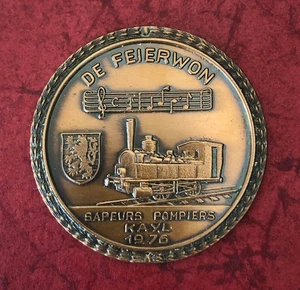 DE FEIERWON
SAPEURS POMPIERS
KAYL
1976